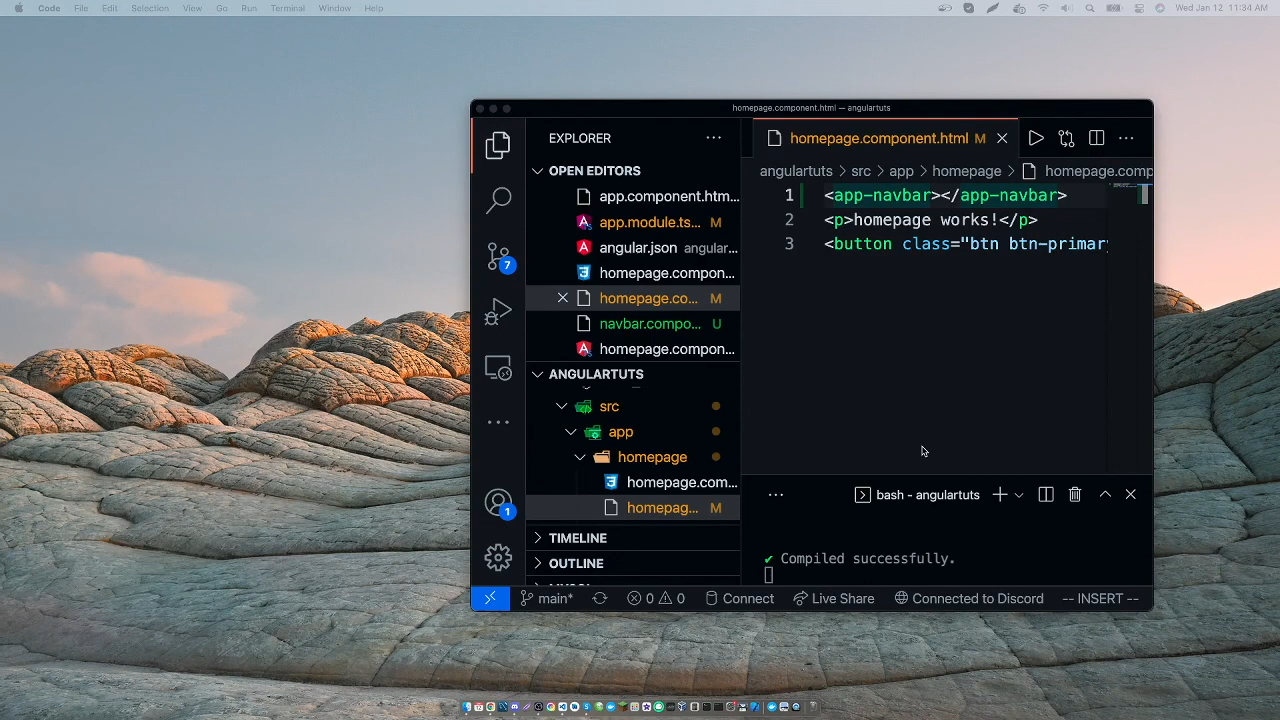 Code File Edit Selection View Go Run Terminal Window Help
Wed Jan 12 11:34 AM
homepage.component.html — angulartuts
EXPLORER
OPEN EDITORS
app.component.htm...
app.module.ts... M
angular.json angular...
homepage.compon...
homepage.co... M
navbar.compo... U
homepage.compon...
ANGULARTUTS
src
app
homepage
homepage.com...
homepag... M
TIMELINE
OUTLINE
7
1
homepage.component.html M
angulartuts > src > app > homepage > homepage.comp
1 <app-navbar></app-navbar>
2 <p>homepage works!</p>
3 <button class="btn btn-primary
bash - angulartuts
✔ Compiled successfully.
main* 0 0 Connect Live Share Connected to Discord -- INSERT --